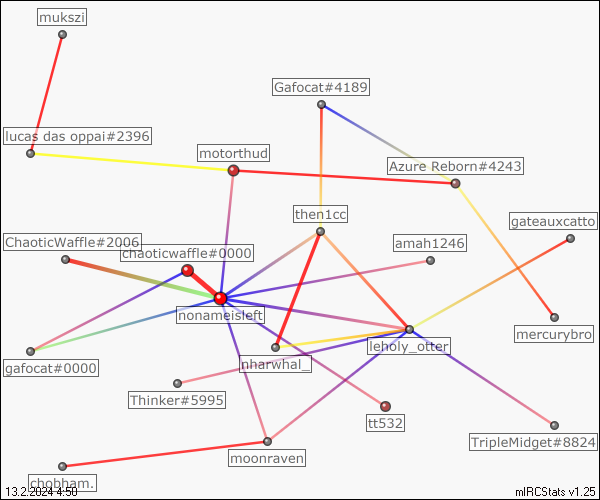 mukszi
Gafocat#4189
lucas das oppai#2396
motorthud
Azure Reborn#4243
then1cc
gateauxcatto
ChaoticWaffle#2006
chaoticwaffle#0000
amah1246
nonameisleft
mercurybro
leholy_otter
nharwhal_
gafocat#0000
Thinker#5995
tt532
TripleMidget#8824
moonraven
chobham.
13.2.2024 4:50
mIRCStats v1.25